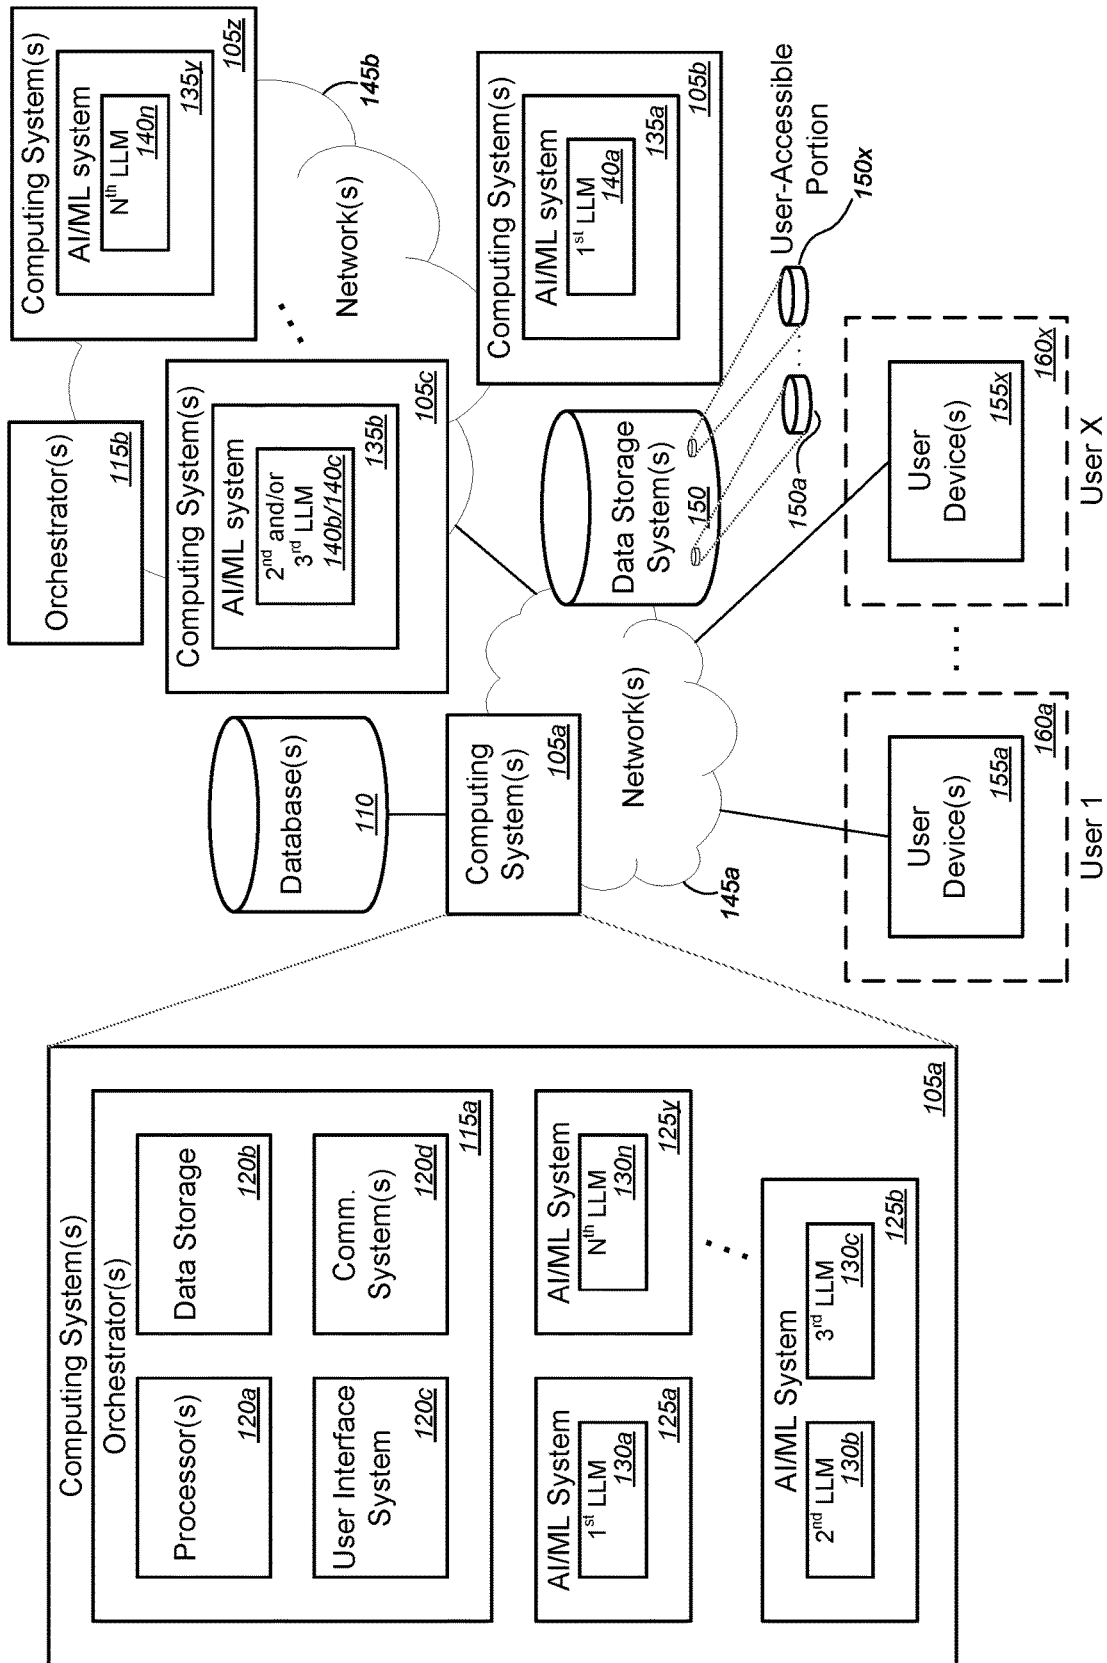 Computing System(s)
Orchestrator(s)
Processor(s)
120a
Data Storage
120b
User Interface
System
120c
Comm.
System(s)
120d
115a
AI/ML System
1st LLM
130a
125a
AI/ML System
Nth LLM
130n
125y
. . .
AI/ML System
2nd LLM
130b
3rd LLM
130c
125b
105a
Database(s)
110
Computing
System(s)
105a
Network(s)
145a
Orchestrator(s)
115b
Computing System(s)
AI/ML system
2nd and/or
3rd LLM
140b/140c
135b
105c
. . .
Computing System(s)
AI/ML system
Nth LLM
140n
135y
105z
Network(s)
145b
Computing System(s)
AI/ML system
1st LLM
140a
135a
105b
Data Storage
System(s)
150
150a
. . .
User-Accessible
Portion
150x
User
Device(s)
155a
160a
User 1
. . .
User
Device(s)
155x
160x
User X